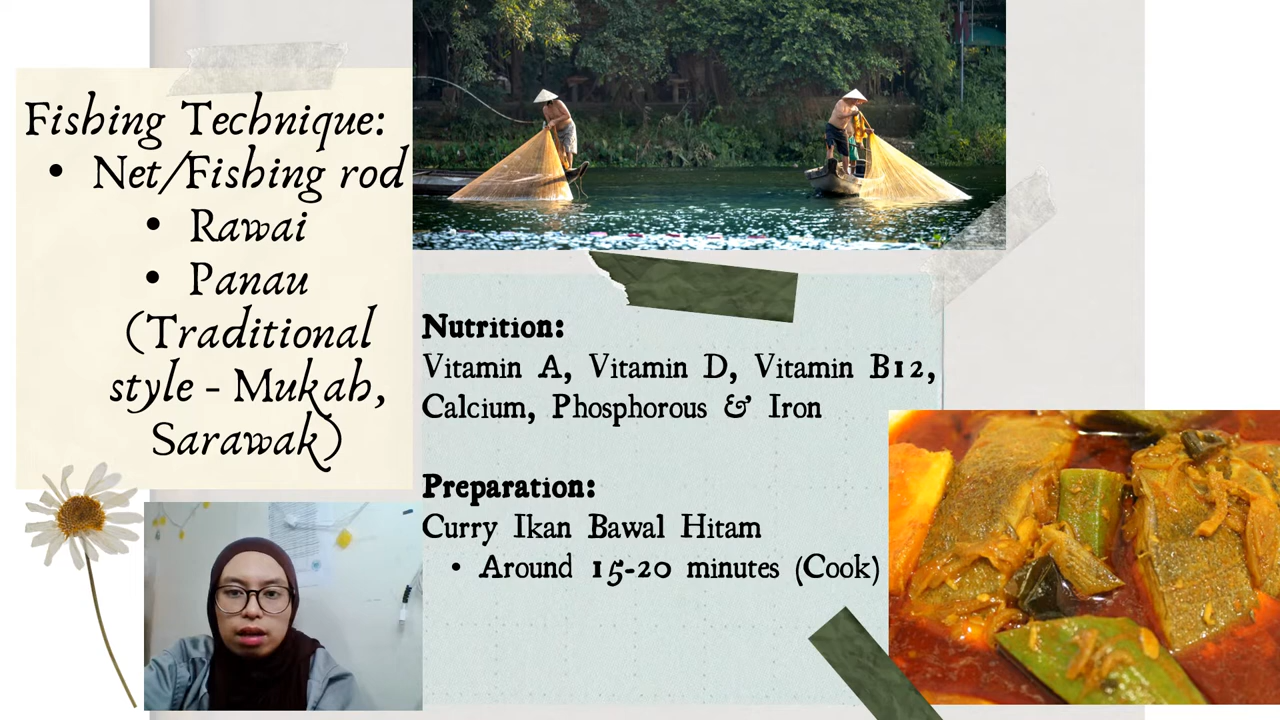 Fishing Technique:
• Net/Fishing rod
• Rawai
• Panau
(Traditional
style - Mukah,
Sarawak)
Nutrition:
Vitamin A, Vitamin D, Vitamin B12,
Calcium, Phosphorous & Iron
Preparation:
Curry Ikan Bawal Hitam
• Around 15-20 minutes (Cook)